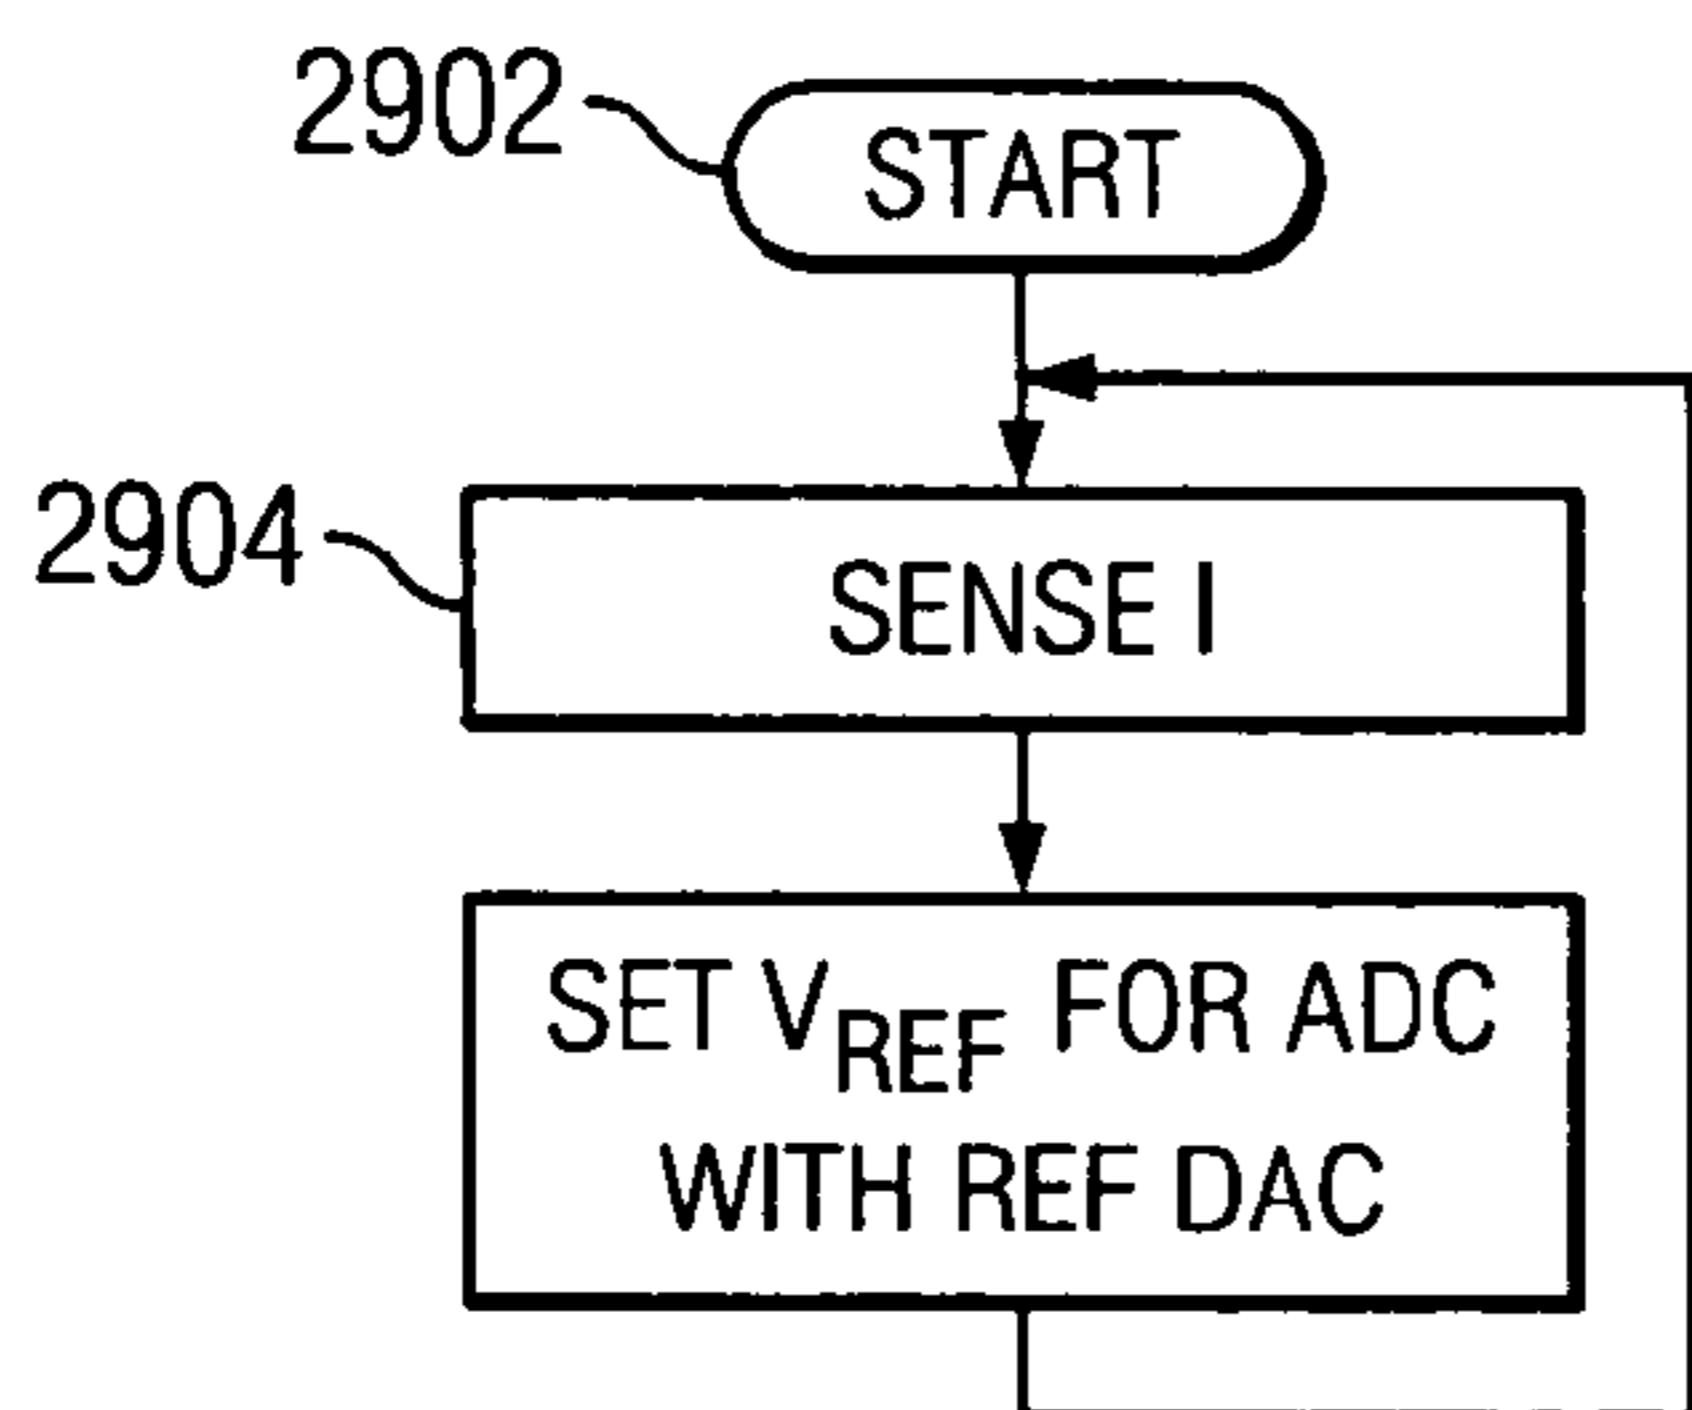 2902
START
2904
SENSE I
SET VREF FOR ADC
WITH REF DAC